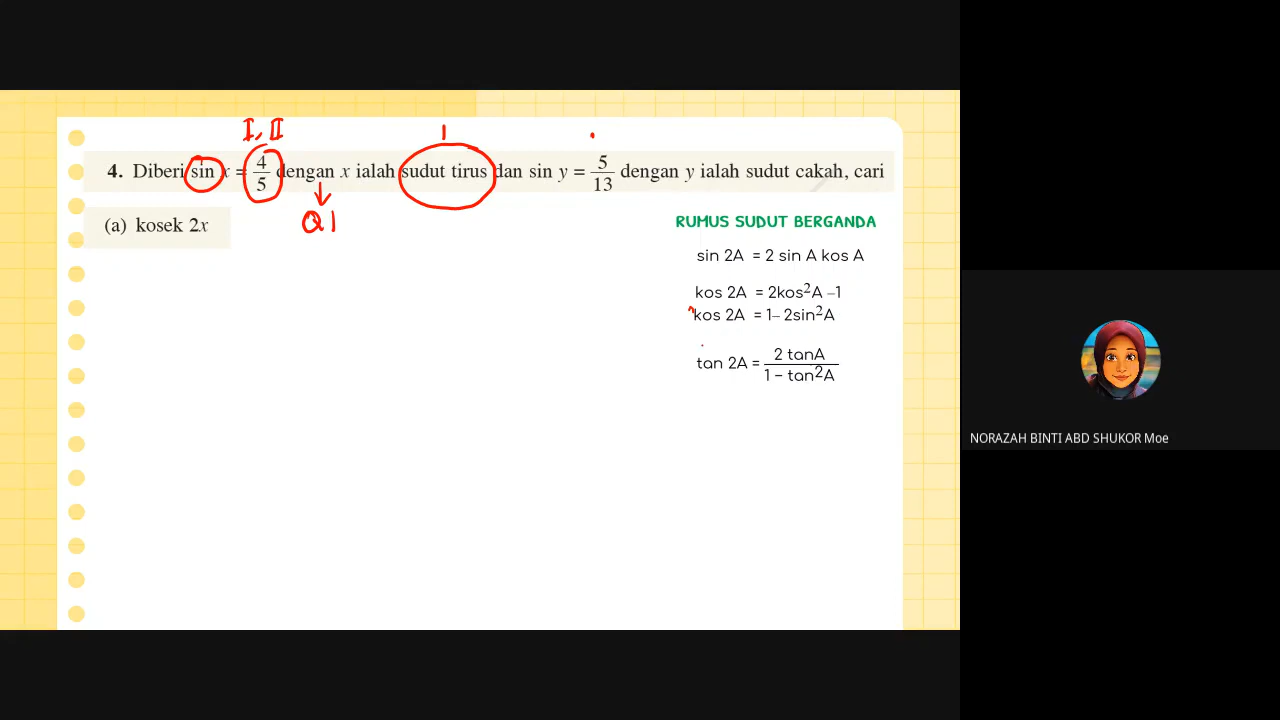 I, II
1
4. Diberi sin x = 4/5 dengan x ialah sudut tirus dan sin y = 5/13 dengan y ialah sudut cakah, cari
Q1
(a) kosek 2x
RUMUS SUDUT BERGANDA
sin 2A = 2 sin A kos A
kos 2A = 2kos²A –1
kos 2A = 1– 2sin²A
tan 2A = 2 tanA / 1 – tan²A
NORAZAH BINTI ABD SHUKOR Moe